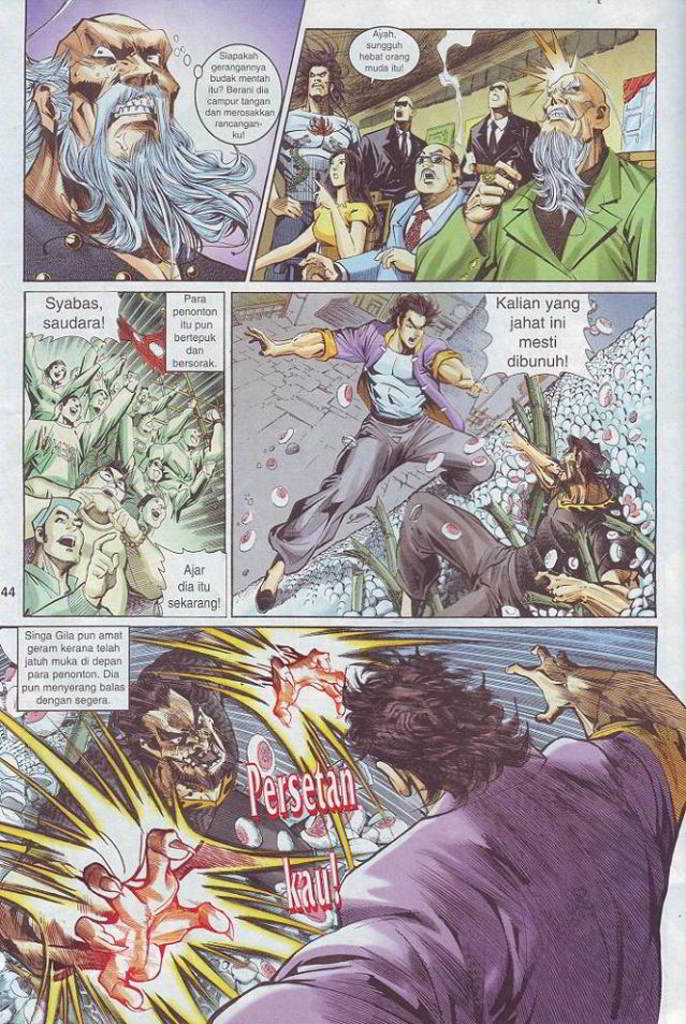 Siapakah
gerangannya
budak mentah
itu? Berani dia
campur tangan
dan merosakkan
rancangan-
ku!
Ayah,
sungguh
hebat orang
muda itu!
Syabas,
saudara!
Para
penonton
itu pun
bertepuk
dan
bersorak.
Ajar
dia itu
sekarang!
Kalian yang
jahat ini
mesti
dibunuh!
44
Singa Gila pun amat
geram kerana telah
jatuh muka di depan
para penonton. Dia
pun menyerang balas
dengan segera.
Persetan
kau!